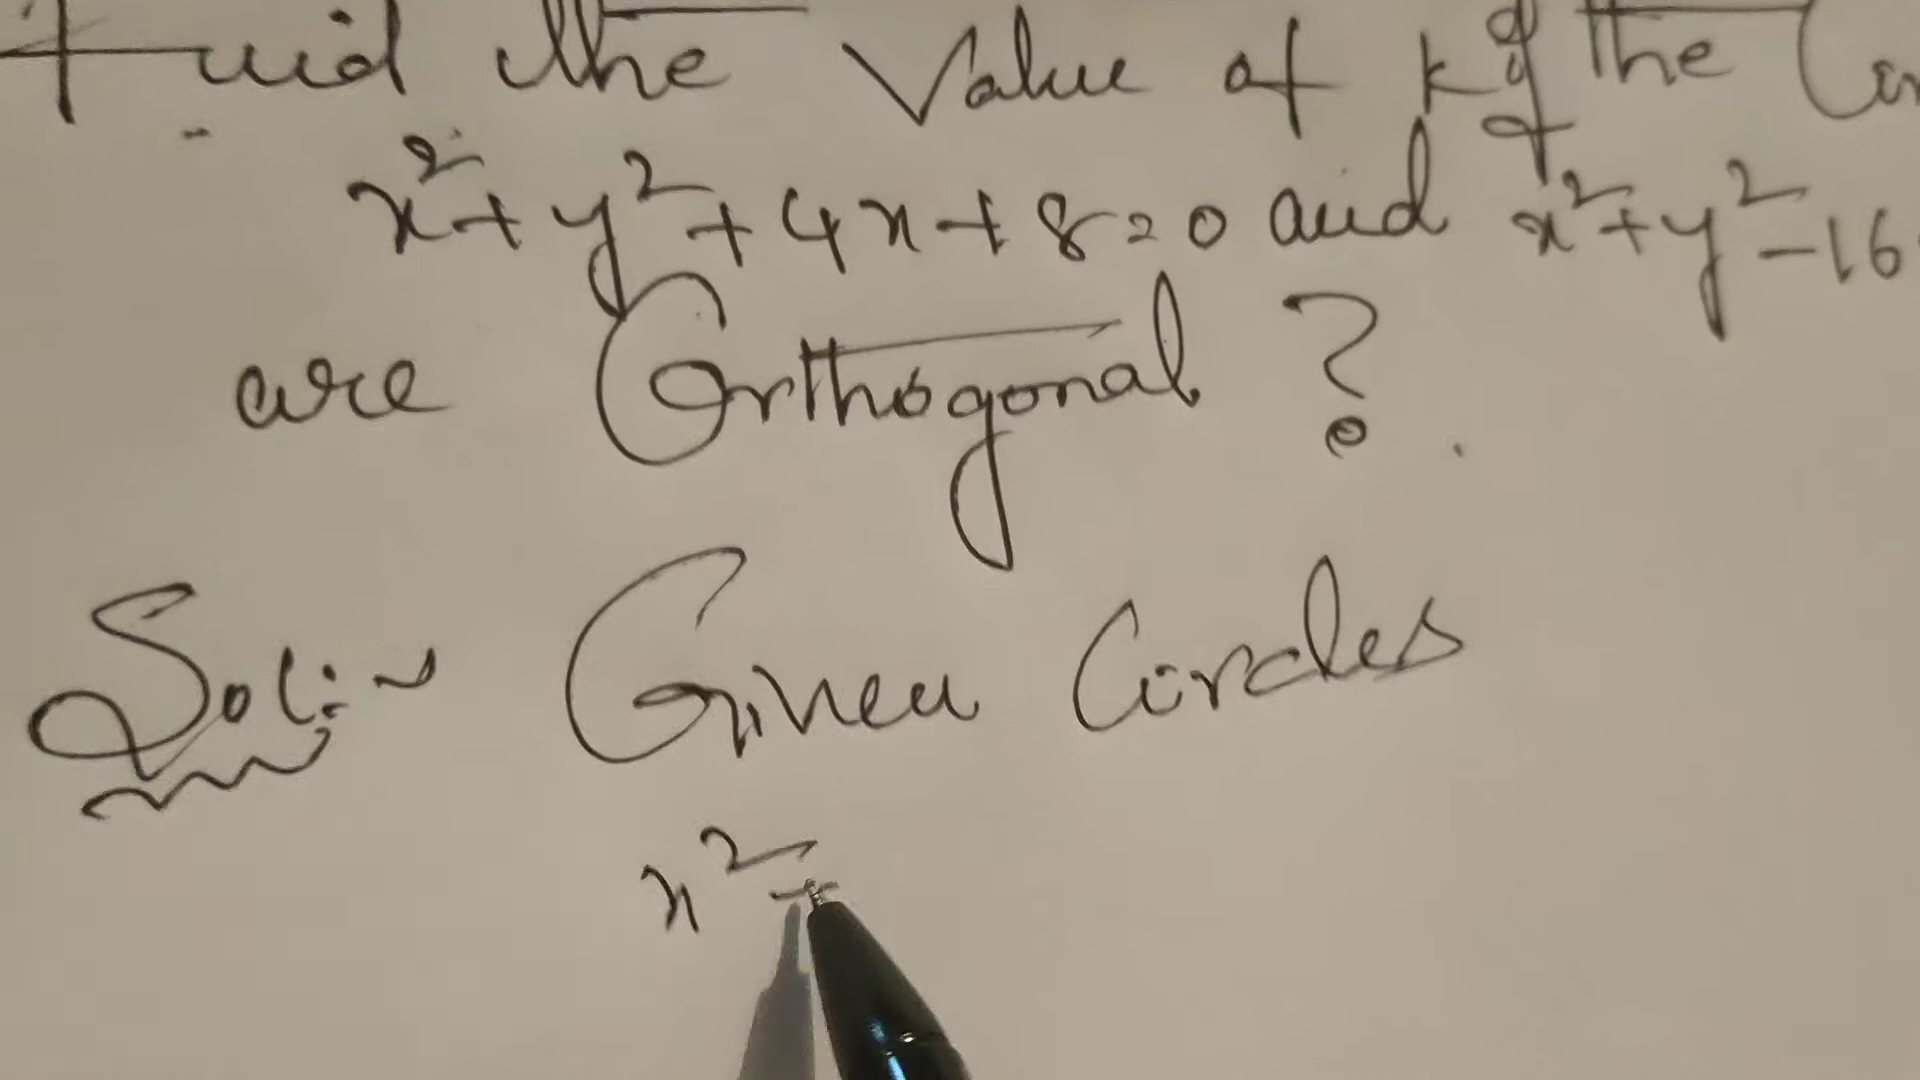 Find the Value of k if the
x²+y²+4x+8=0 and x²+y²-16
are Orthogonal ?
Sol:- Given Circles
x²+